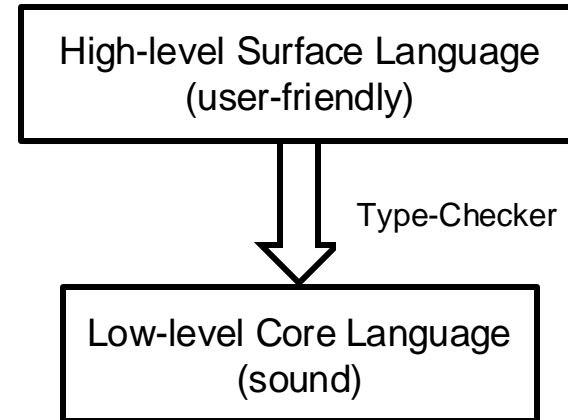 High-level Surface Language
(user-friendly)
Type-Checker
Low-level Core Language
(sound)